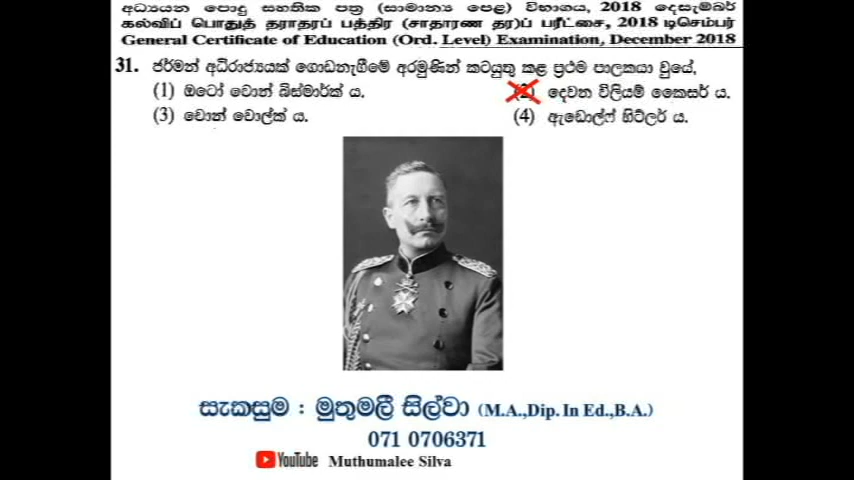 අධ්‍යයන පොදු සහතික පත්‍ර (සාමාන්‍ය පෙළ) විභාගය, 2018 දෙසැම්බර්
கல்விப் பொதுத் தராதரப் பத்திர (சாதாரண தர)ப் பரீட்சை, 2018 டிசெம்பர்
General Certificate of Education (Ord. Level) Examination, December 2018
31. ජර්මන් අධිරාජ්‍යයක් ගොඩනැගීමේ අරමුණින් කටයුතු කළ ප්‍රථම පාලකයා වූයේ,
(1) ඔටෝ වොන් බිස්මාර්ක් ය. (2) දෙවන විලියම් කෛසර් ය.
(3) වොන් වොල්ක් ය. (4) ඇඩොල්ෆ් හිට්ලර් ය.
සැකසුම : මුතුමලී සිල්වා (M.A.,Dip. In Ed.,B.A.)
071 0706371
YouTube Muthumalee Silva